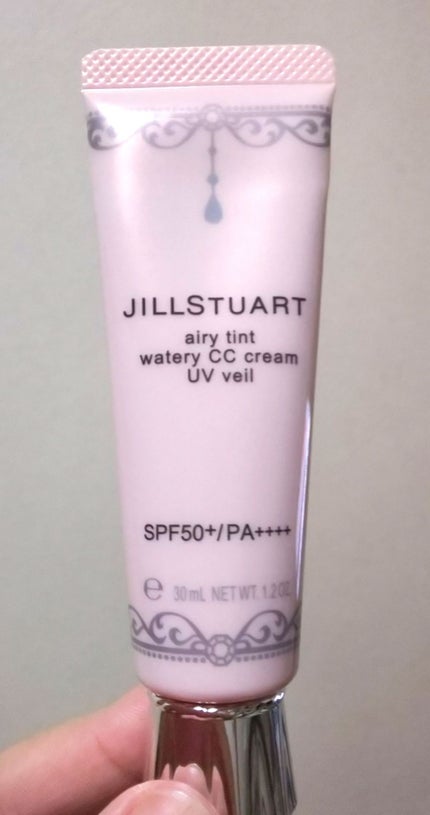 JILLSTUART
airy tint
watery CC cream
UV veil
SPF50+/PA++++
e 30mL NET WT. 1.2 OZ.